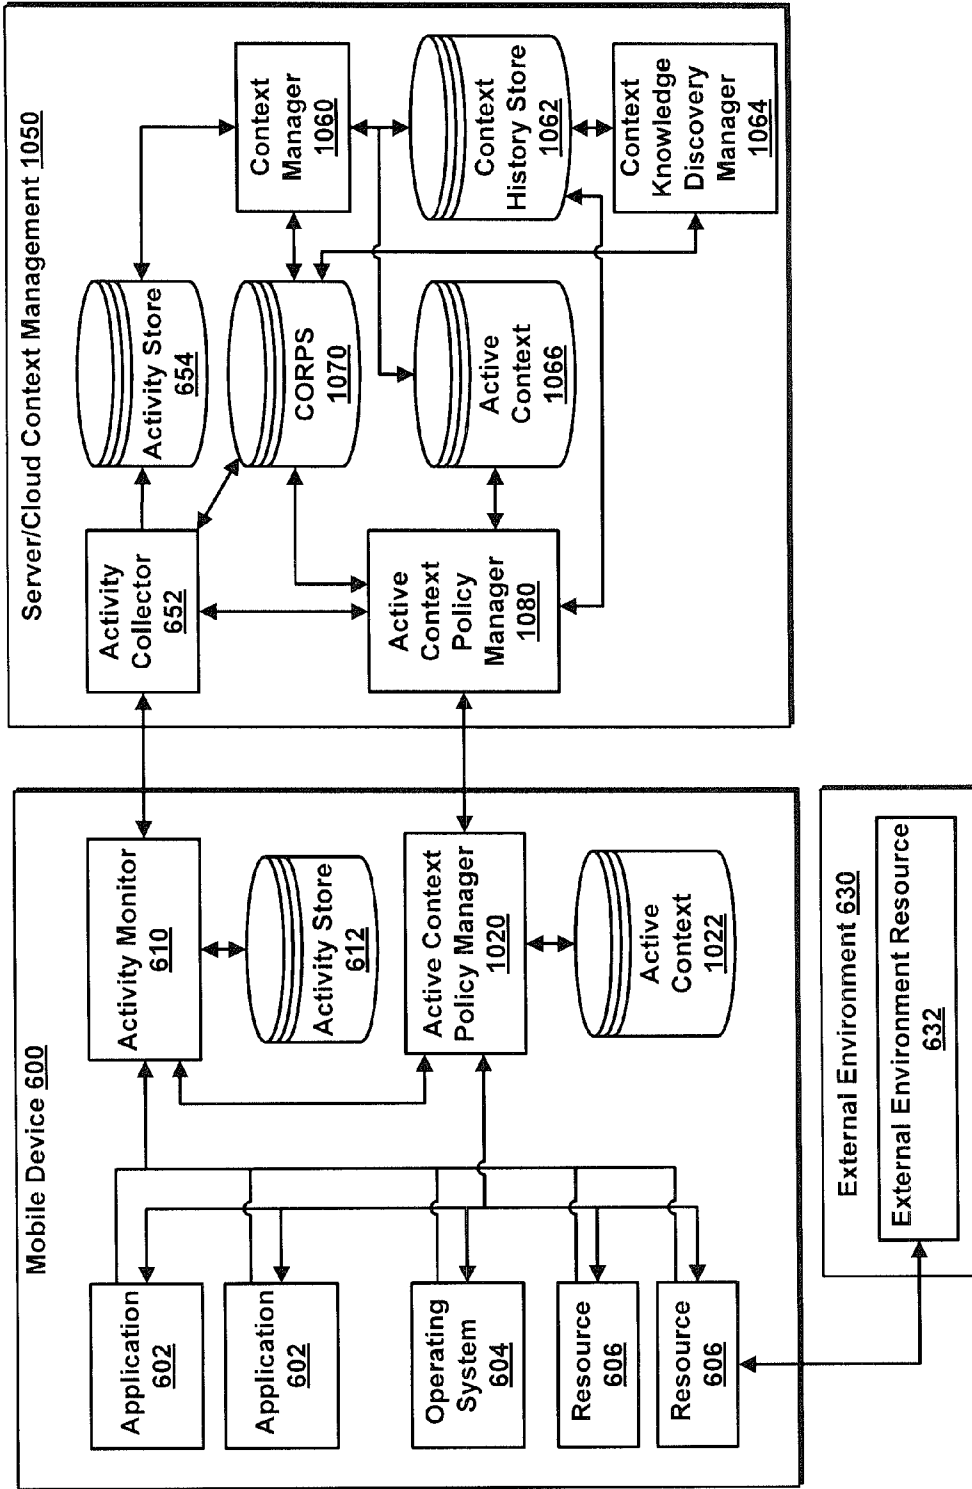 Mobile Device 600
Application
602
Application
602
Operating
System
604
Resource
606
Resource
606
Activity Monitor
610
Activity Store
612
Active Context
Policy Manager
1020
Active
Context
1022
External Environment 630
External Environment Resource
632
Server/Cloud Context Management 1050
Activity
Collector
652
Activity Store
654
CORPS
1070
Active
Context
Policy
Manager
1080
Active
Context
1066
Context
Manager
1060
Context
History Store
1062
Context
Knowledge
Discovery
Manager
1064